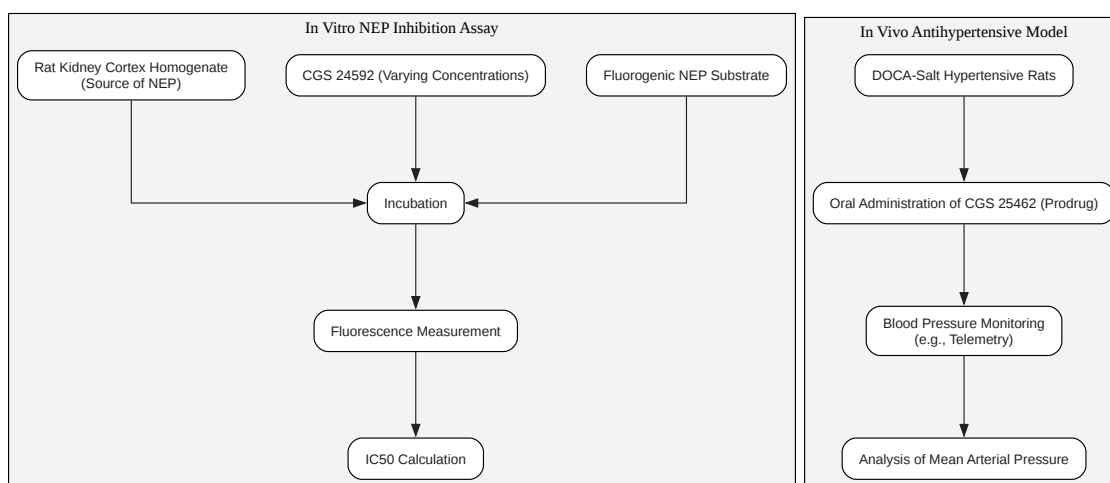 In Vitro NEP Inhibition Assay
Rat Kidney Cortex Homogenate
(Source of NEP)
CGS 24592 (Varying Concentrations)
Fluorogenic NEP Substrate
Incubation
Fluorescence Measurement
IC50 Calculation
In Vivo Antihypertensive Model
DOCA-Salt Hypertensive Rats
Oral Administration of CGS 25462 (Prodrug)
Blood Pressure Monitoring
(e.g., Telemetry)
Analysis of Mean Arterial Pressure